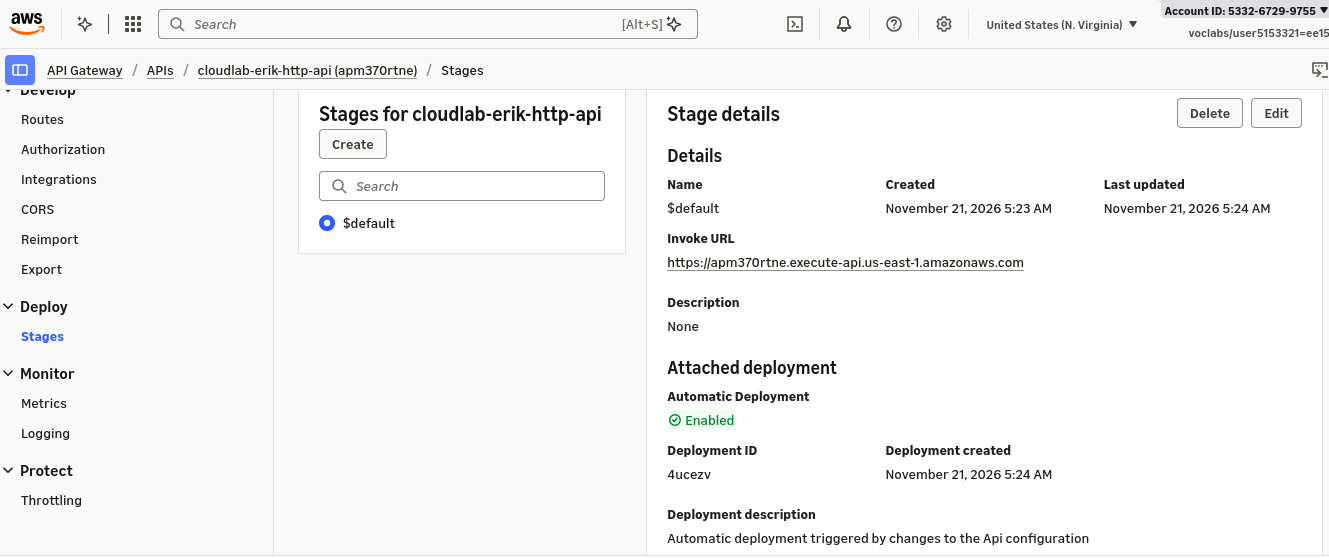 aws
Search
[Alt+S]
United States (N. Virginia)
Account ID: 5332-6729-9755
voclabs/user5153321=ee15
API Gateway / APIs / cloudlab-erik-http-api (apm370rtne) / Stages
Develop
Routes
Authorization
Integrations
CORS
Reimport
Export
Deploy
Stages
Monitor
Metrics
Logging
Protect
Throttling
Stages for cloudlab-erik-http-api
Create
Search
$default
Stage details
Delete
Edit
Details
Name
Created
Last updated
$default
November 21, 2026 5:23 AM
November 21, 2026 5:24 AM
Invoke URL
https://apm370rtne.execute-api.us-east-1.amazonaws.com
Description
None
Attached deployment
Automatic Deployment
Enabled
Deployment ID
Deployment created
4ucezv
November 21, 2026 5:24 AM
Deployment description
Automatic deployment triggered by changes to the Api configuration